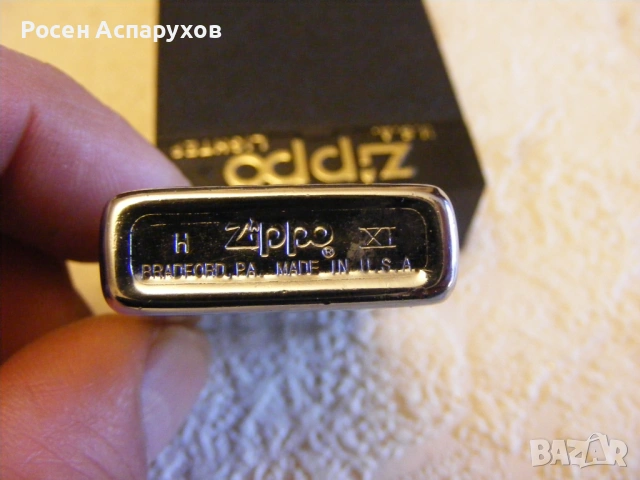 Росен Аспарухов
zippo
U.S.A.
LIGHTER
H Zippo® XI
BRADFORD, PA. MADE IN U.S.A.
BAZAR